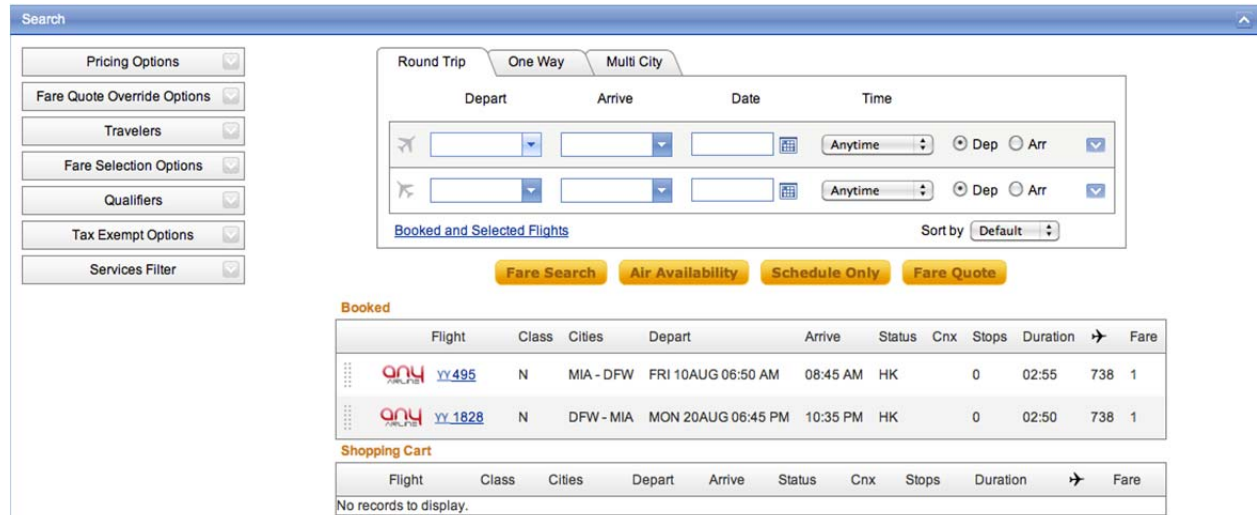 Search
Pricing Options
Fare Quote Override Options
Travelers
Fare Selection Options
Qualifiers
Tax Exempt Options
Services Filter
Round Trip One Way Multi City
Depart Arrive Date Time
Anytime Dep Arr
Anytime Dep Arr
Booked and Selected Flights Sort by Default
Fare Search Air Availability Schedule Only Fare Quote
Booked
Flight Class Cities Depart Arrive Status Cnx Stops Duration Fare
any AIRLINE YY 495 N MIA - DFW FRI 10AUG 06:50 AM 08:45 AM HK 0 02:55 738 1
any AIRLINE YY 1828 N DFW - MIA MON 20AUG 06:45 PM 10:35 PM HK 0 02:50 738 1
Shopping Cart
Flight Class Cities Depart Arrive Status Cnx Stops Duration Fare
No records to display.